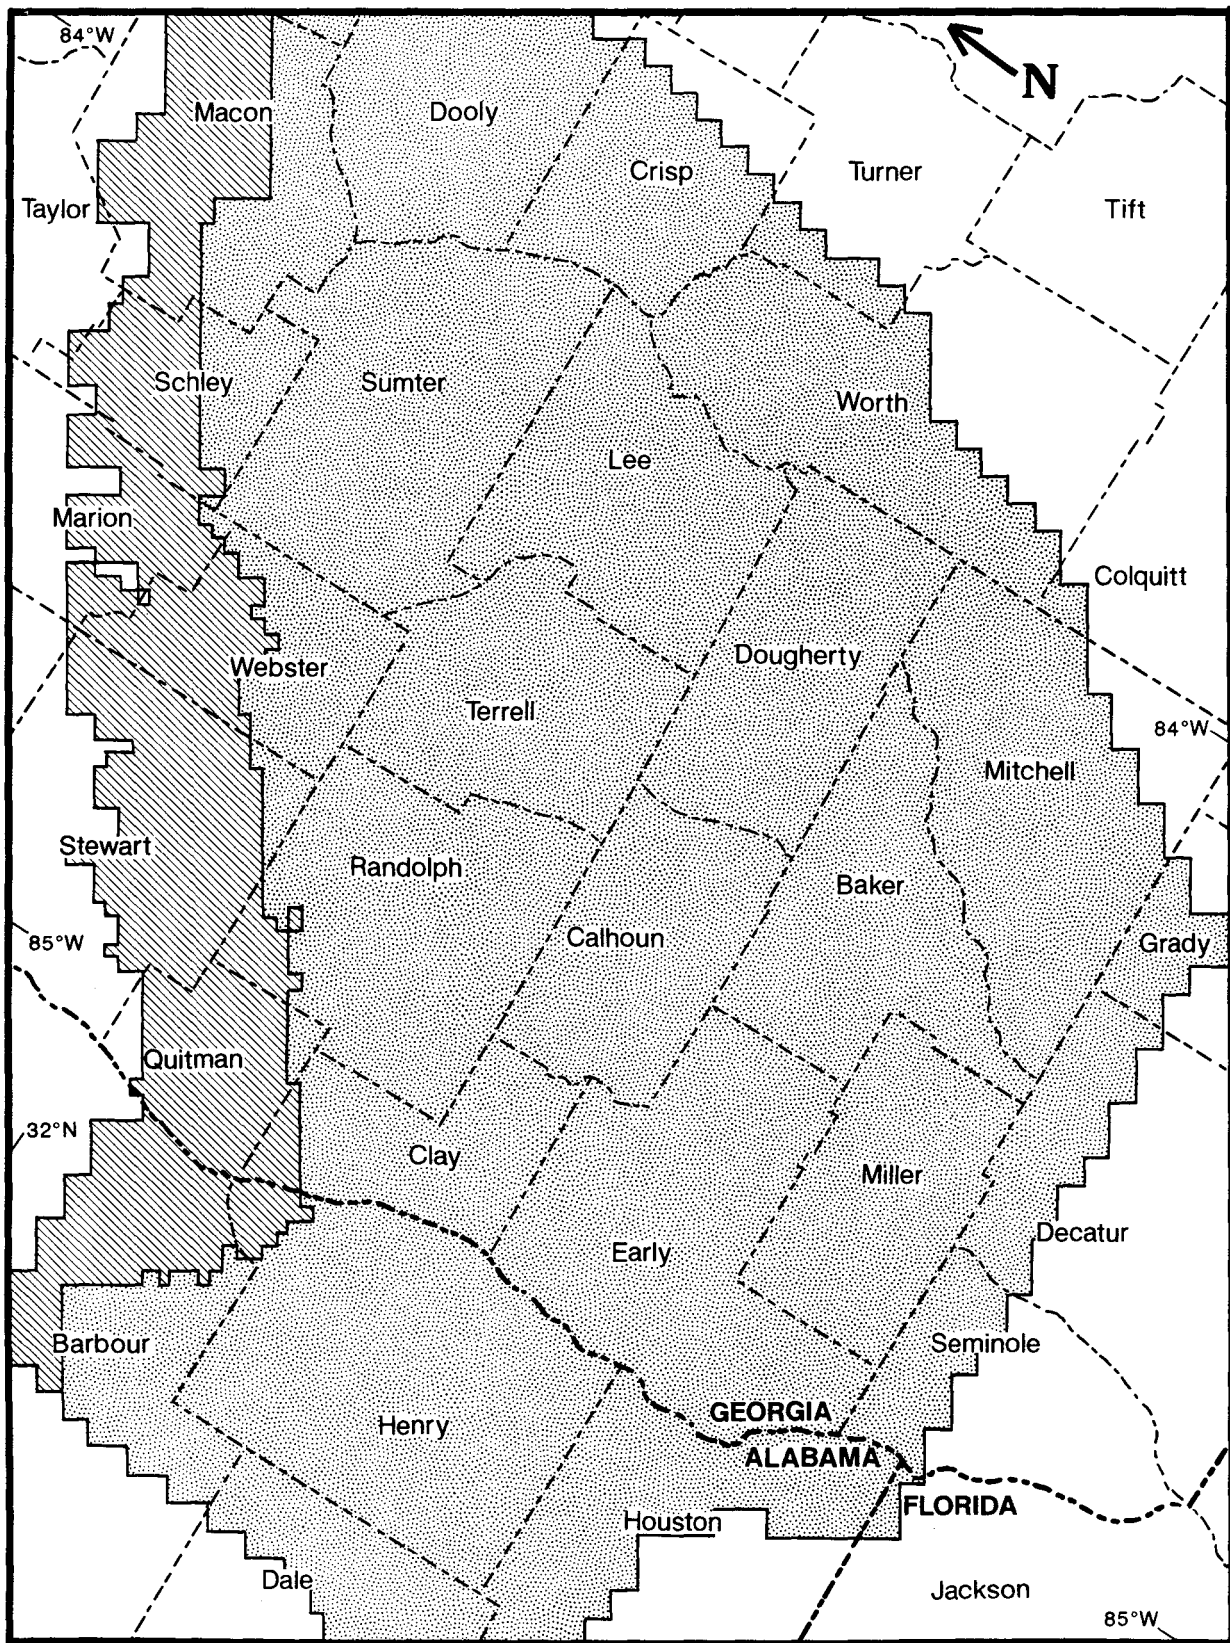 84°W
N
Macon
Dooly
Crisp
Turner
Taylor
Tift
Schley
Sumter
Worth
Lee
Marion
Colquitt
Webster
Dougherty
Terrell
84°W
Mitchell
Stewart
Randolph
Baker
85°W
Calhoun
Grady
Quitman
32°N
Clay
Miller
Decatur
Early
Barbour
Seminole
Henry
GEORGIA
ALABAMA
FLORIDA
Houston
Dale
Jackson
85°W